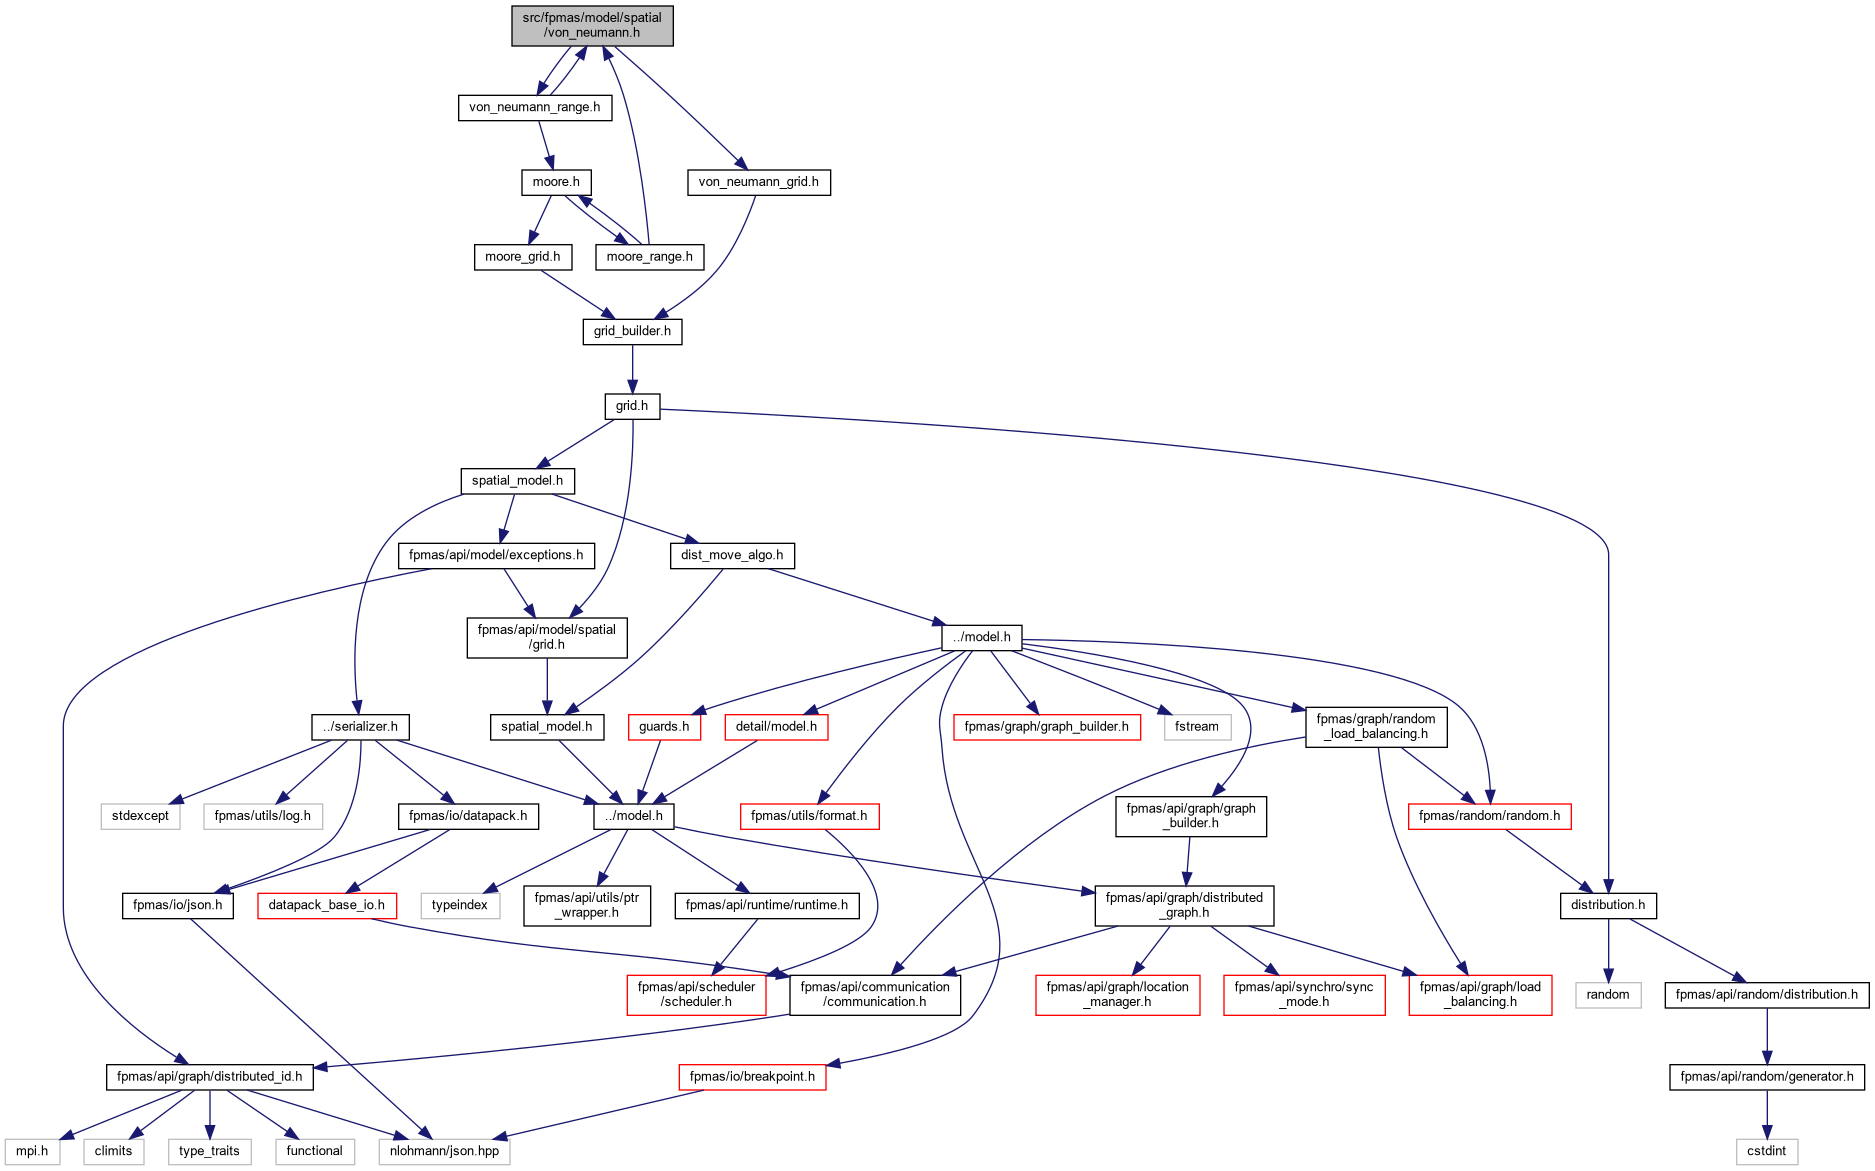 src/fpmas/model/spatial
/von_neumann.h
von_neumann_range.h
moore.h
von_neumann_grid.h
moore_grid.h
moore_range.h
grid_builder.h
grid.h
spatial_model.h
fpmas/api/model/exceptions.h
dist_move_algo.h
fpmas/api/model/spatial
/grid.h
../model.h
../serializer.h
spatial_model.h
guards.h
detail/model.h
fpmas/graph/graph_builder.h
fstream
fpmas/graph/random
_load_balancing.h
stdexcept
fpmas/utils/log.h
fpmas/io/datapack.h
../model.h
fpmas/utils/format.h
fpmas/api/graph/graph
_builder.h
fpmas/random/random.h
fpmas/io/json.h
datapack_base_io.h
typeindex
fpmas/api/utils/ptr
_wrapper.h
fpmas/api/runtime/runtime.h
fpmas/api/graph/distributed
_graph.h
distribution.h
fpmas/api/scheduler
/scheduler.h
fpmas/api/communication
/communication.h
fpmas/api/graph/location
_manager.h
fpmas/api/synchro/sync
_mode.h
fpmas/api/graph/load
_balancing.h
random
fpmas/api/random/distribution.h
fpmas/api/graph/distributed_id.h
fpmas/io/breakpoint.h
fpmas/api/random/generator.h
mpi.h
climits
type_traits
functional
nlohmann/json.hpp
cstdint